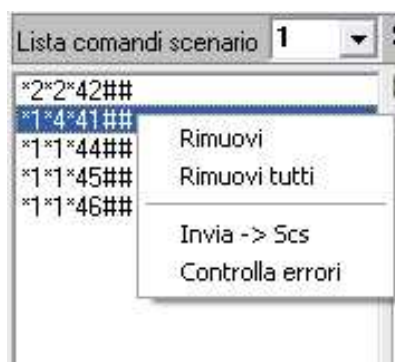 Lista comandi scenario 1
*2*2*42##
*1*4*41##
*1*1*44##
*1*1*45##
*1*1*46##
Rimuovi
Rimuovi tutti
Invia -> Scs
Controlla errori